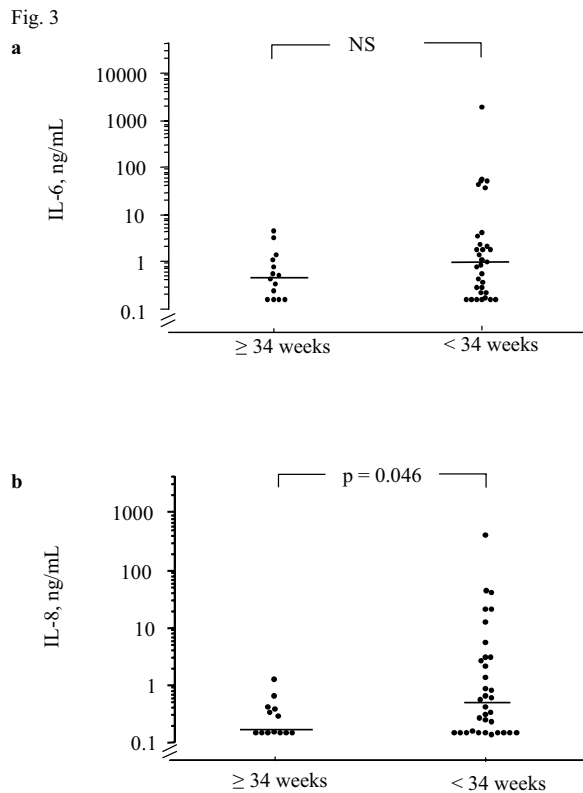 Fig. 3
a
NS
10000
1000
100
10
1
0.1
IL-6, ng/mL
≥ 34 weeks
< 34 weeks
b
p = 0.046
1000
100
10
1
0.1
IL-8, ng/mL
≥ 34 weeks
< 34 weeks